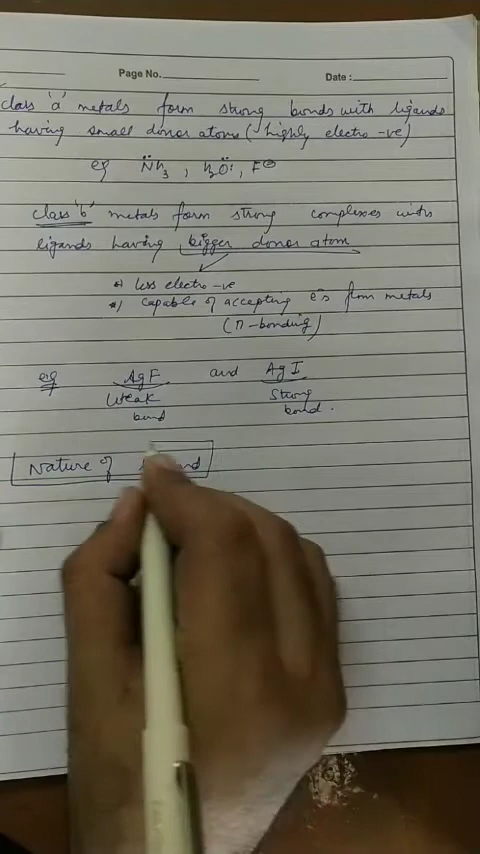 Page No.
Date :
class 'a' metals form strong bonds with ligands
having small donor atoms (highly electro -ve)
eg N̈H₃ , H₂Ö: , F⊖
class 'b' metals form strong complexes with
ligands having bigger donor atom
*) less electro -ve
*) capable of accepting e⁻s from metals
(π-bonding)
eg AgF and AgI
Weak Strong
bond bond .
Nature of